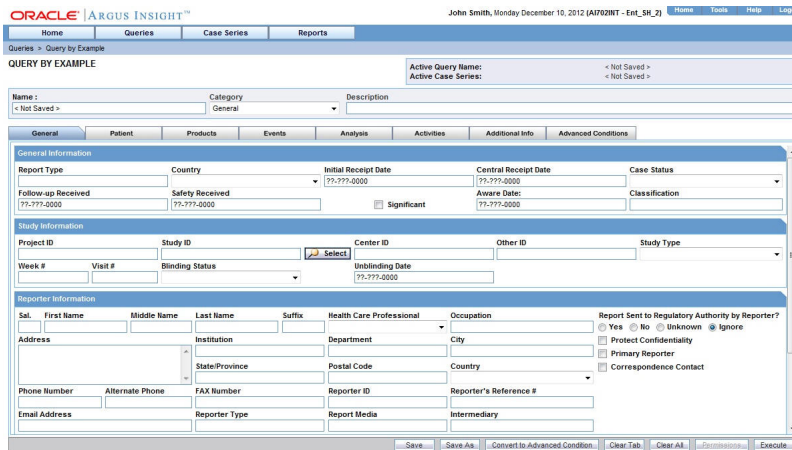 ORACLE® ARGUS INSIGHT™
John Smith, Monday December 10, 2012 (AI702INT - Ent_SH_2)
Home Tools Help
Home Queries Case Series Reports
Queries > Query by Example
QUERY BY EXAMPLE
Active Query Name: < Not Saved >
Active Case Series: < Not Saved >
Name : Category Description
< Not Saved > General
General Patient Products Events Analysis Activities Additional Info Advanced Conditions
General Information
Report Type Country Initial Receipt Date Central Receipt Date Case Status
??-???-0000 ??-???-0000
Follow-up Received Safety Received Aware Date: Classification
??-???-0000 ??-???-0000 Significant ??-???-0000
Study Information
Project ID Study ID Center ID Other ID Study Type
Select
Week # Visit # Blinding Status Unblinding Date
??-???-0000
Reporter Information
Sal. First Name Middle Name Last Name Suffix Health Care Professional Occupation Report Sent to Regulatory Authority by Reporter?
Yes No Unknown Ignore
Address Institution Department City Protect Confidentiality
Primary Reporter
State/Province Postal Code Country Correspondence Contact
Phone Number Alternate Phone FAX Number Reporter ID Reporter's Reference #
Email Address Reporter Type Report Media Intermediary
Save Save As Convert to Advanced Condition Clear Tab Clear All Permissions Execute